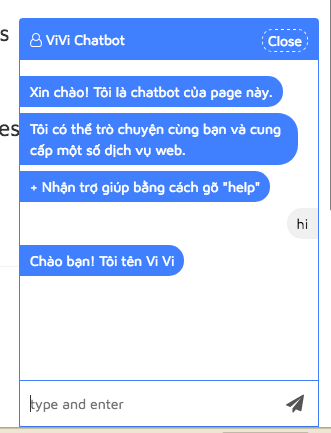 s
ViVi Chatbot
Close
Xin chào! Tôi là chatbot của page này.
es
Tôi có thể trò chuyện cùng bạn và cung
cấp một số dịch vụ web.
+ Nhận trợ giúp bằng cách gõ "help"
hi
Chào bạn! Tôi tên Vi Vi
type and enter